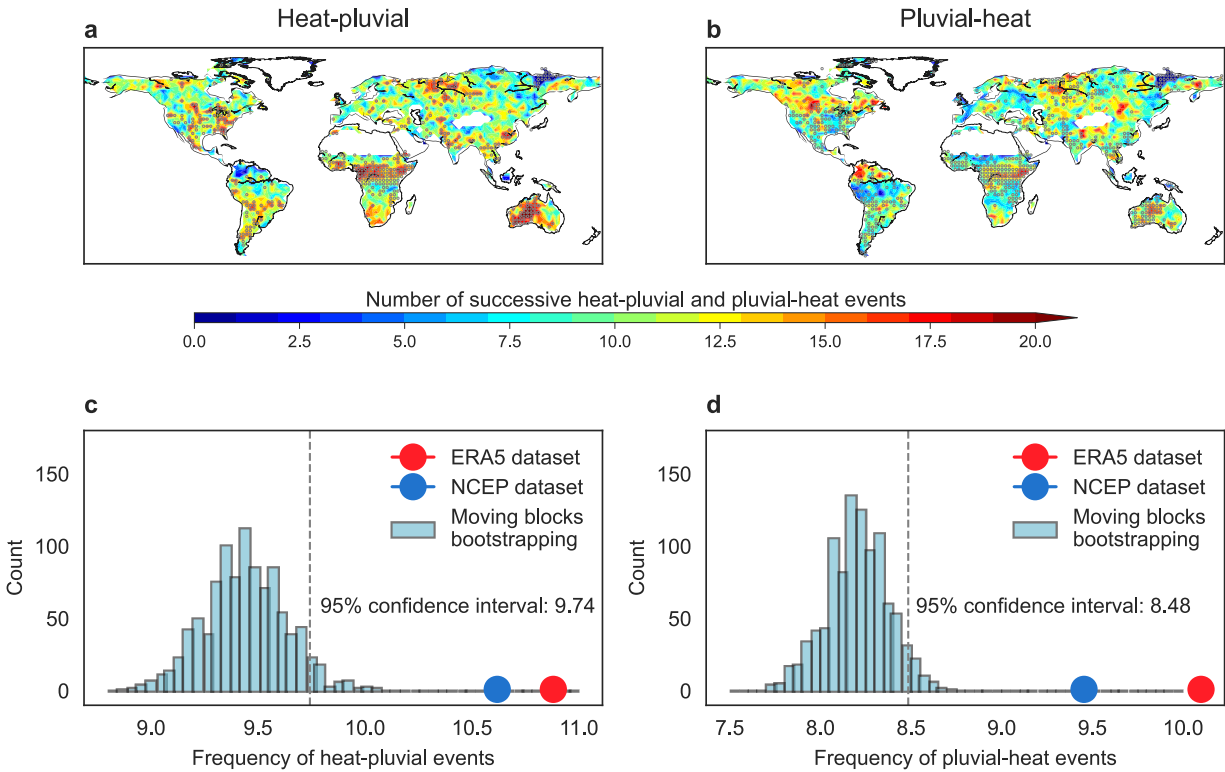 Heat-pluvial
Pluvial-heat
a
b
Number of successive heat-pluvial and pluvial-heat events
0.0 2.5 5.0 7.5 10.0 12.5 15.0 17.5 20.0
c
150
100
50
0
Count
ERA5 dataset
NCEP dataset
Moving blocks
bootstrapping
95% confidence interval: 9.74
9.0 9.5 10.0 10.5 11.0
Frequency of heat-pluvial events
d
150
100
50
0
Count
ERA5 dataset
NCEP dataset
Moving blocks
bootstrapping
95% confidence interval: 8.48
7.5 8.0 8.5 9.0 9.5 10.0
Frequency of pluvial-heat events